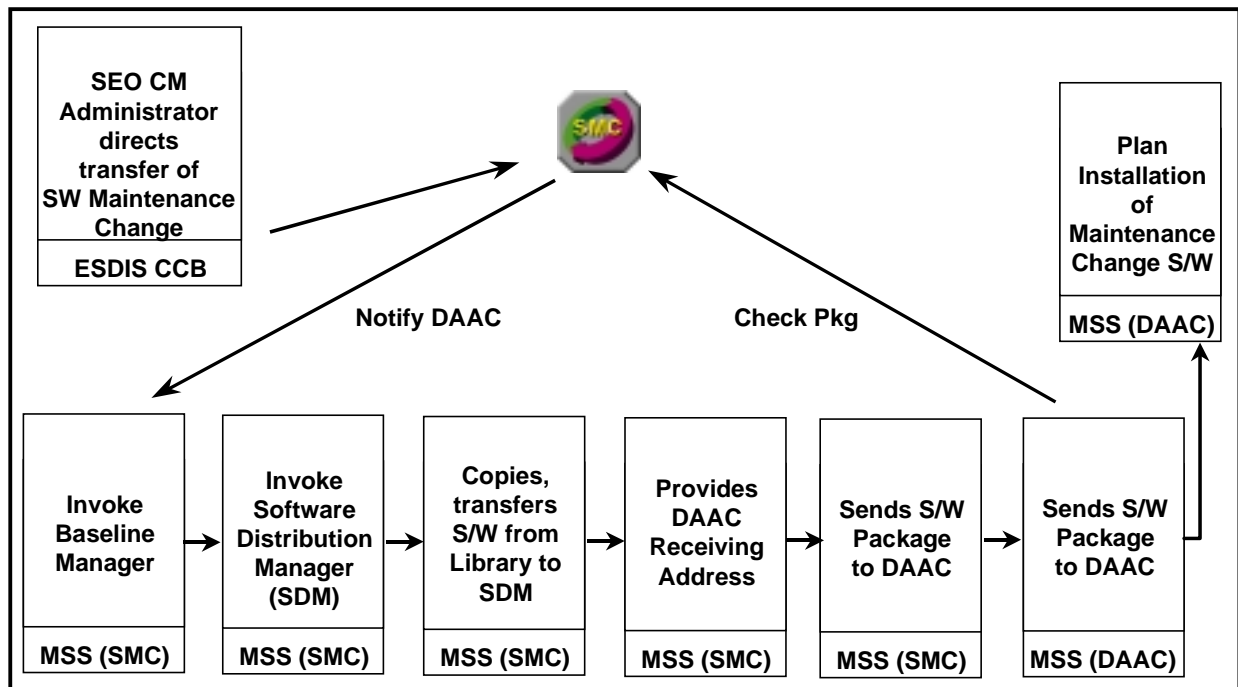 SEO CM
Administrator
directs
transfer of
SW Maintenance
Change
ESDIS CCB
SMC
Plan
Installation
of
Maintenance
Change S/W
MSS (DAAC)
Notify DAAC
Check Pkg
Invoke
Baseline
Manager
MSS (SMC)
Invoke
Software
Distribution
Manager
(SDM)
MSS (SMC)
Copies,
transfers
S/W from
Library to
SDM
MSS (SMC)
Provides
DAAC
Receiving
Address
MSS (SMC)
Sends S/W
Package
to DAAC
MSS (SMC)
Sends S/W
Package
to DAAC
MSS (DAAC)